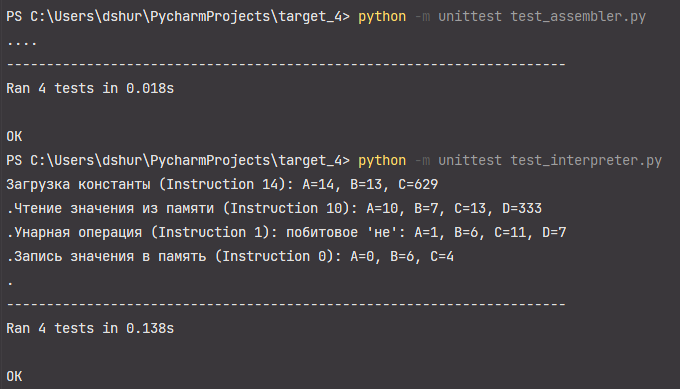 PS C:\Users\dshur\PycharmProjects\target_4> python -m unittest test_assembler.py
....
----------------------------------------------------------------------
Ran 4 tests in 0.018s
OK
PS C:\Users\dshur\PycharmProjects\target_4> python -m unittest test_interpreter.py
Загрузка константы (Instruction 14): A=14, B=13, C=629
.Чтение значения из памяти (Instruction 10): A=10, B=7, C=13, D=333
.Унарная операция (Instruction 1): побитовое 'не': A=1, B=6, C=11, D=7
.Запись значения в память (Instruction 0): A=0, B=6, C=4
.
----------------------------------------------------------------------
Ran 4 tests in 0.138s
OK